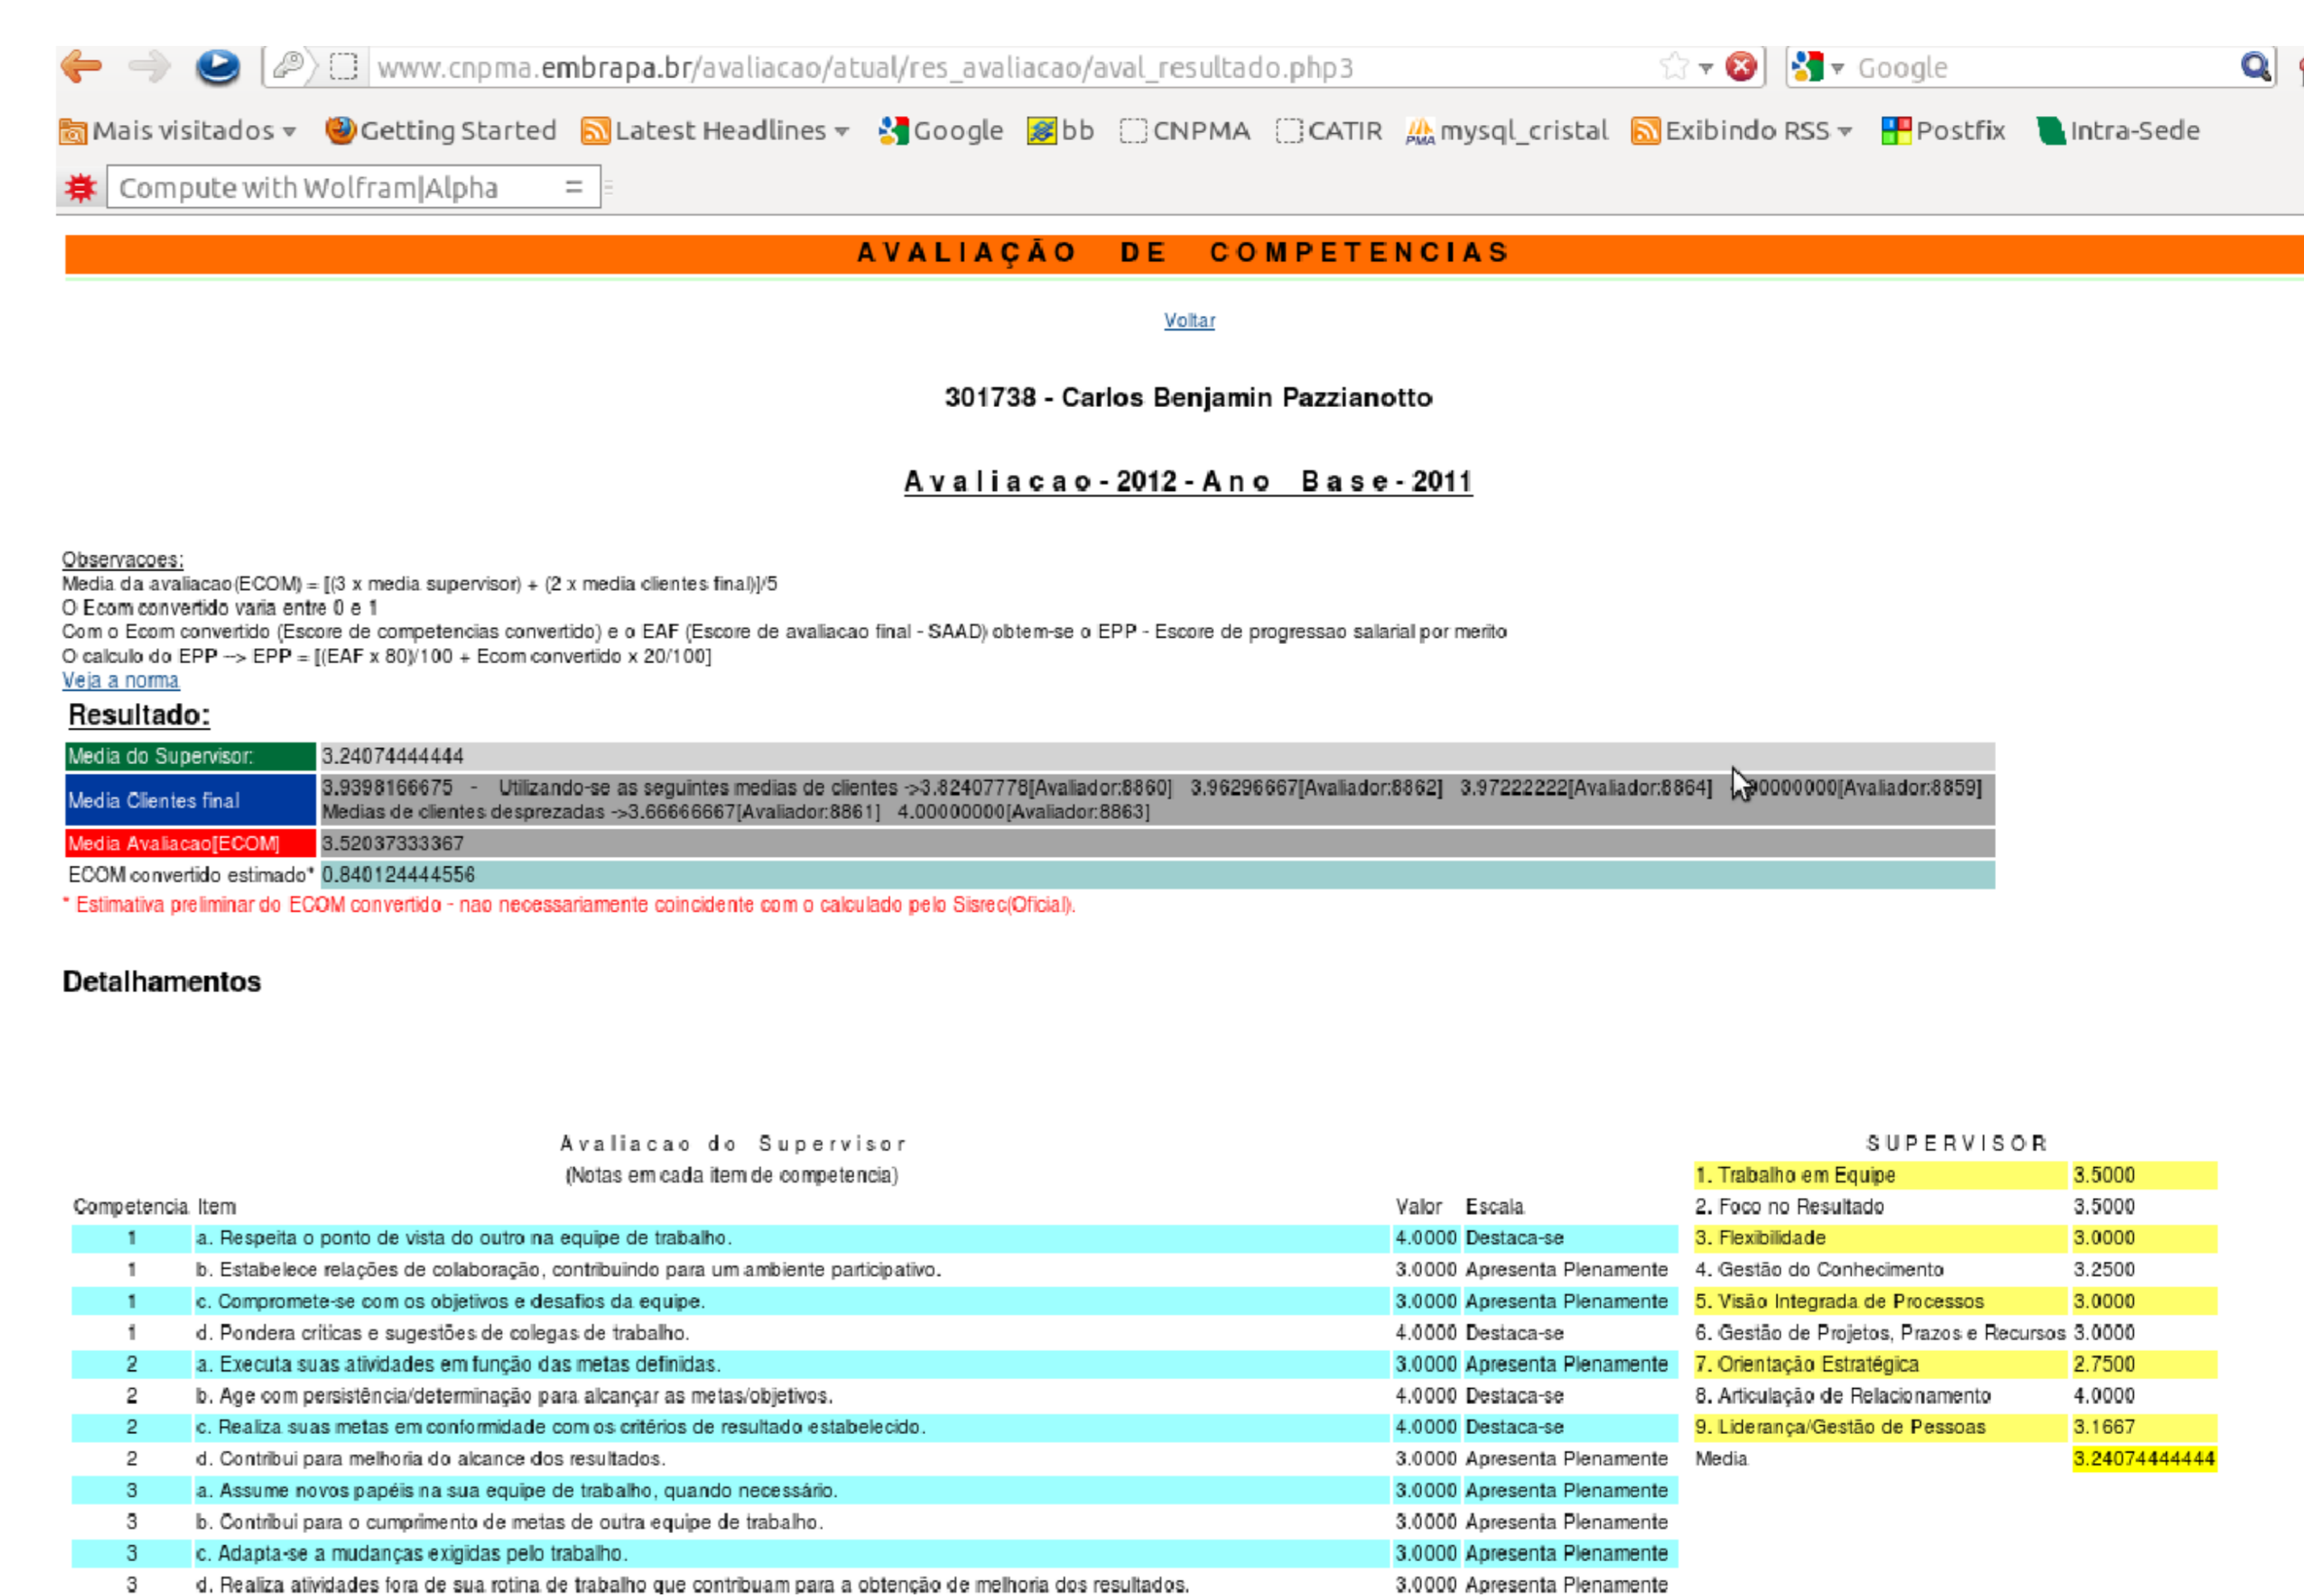 www.cnpma.embrapa.br/avaliacao/atual/res_avaliacao/aval_resultado.php3 Google
Mais visitados Getting Started Latest Headlines Google bb CNPMA CATIR PMA mysql_cristal Exibindo RSS Postfix Intra-Sede
Compute with Wolfram|Alpha =
AVALIAÇÃO DE COMPETENCIAS
Voltar
301738 - Carlos Benjamin Pazzianotto
Avaliacao - 2012 - Ano Base - 2011
Observacoes:
Media da avaliacao(ECOM) = [(3 x media supervisor) + (2 x media clientes final)]/5
O Ecom convertido varia entre 0 e 1
Com o Ecom convertido (Escore de competencias convertido) e o EAF (Escore de avaliacao final - SAAD) obtem-se o EPP - Escore de progressao salarial por merito
O calculo do EPP --> EPP = [(EAF x 80)/100 + Ecom convertido x 20/100]
Veja a norma
Resultado:
Media do Supervisor: 3.24074444444
Media Clientes final 3.9398166675 - Utilizando-se as seguintes medias de clientes ->3.82407778[Avaliador:8860] 3.96296667[Avaliador:8862] 3.97222222[Avaliador:8864] 00000000[Avaliador:8859]
Medias de clientes desprezadas ->3.66666667[Avaliador:8861] 4.00000000[Avaliador:8863]
Media Avaliacao[ECOM] 3.52037333367
ECOM convertido estimado* 0.840124444556
* Estimativa preliminar do ECOM convertido - nao necessariamente coincidente com o calculado pelo Sisrec(Oficial).
Detalhamentos
Avaliacao do Supervisor
(Notas em cada item de competencia)
Competencia Item Valor Escala
1 a. Respeita o ponto de vista do outro na equipe de trabalho. 4.0000 Destaca-se
1 b. Estabelece relações de colaboração, contribuindo para um ambiente participativo. 3.0000 Apresenta Plenamente
1 c. Compromete-se com os objetivos e desafios da equipe. 3.0000 Apresenta Plenamente
1 d. Pondera críticas e sugestões de colegas de trabalho. 4.0000 Destaca-se
2 a. Executa suas atividades em função das metas definidas. 3.0000 Apresenta Plenamente
2 b. Age com persistência/determinação para alcançar as metas/objetivos. 4.0000 Destaca-se
2 c. Realiza suas metas em conformidade com os critérios de resultado estabelecido. 4.0000 Destaca-se
2 d. Contribui para melhoria do alcance dos resultados. 3.0000 Apresenta Plenamente
3 a. Assume novos papéis na sua equipe de trabalho, quando necessário. 3.0000 Apresenta Plenamente
3 b. Contribui para o cumprimento de metas de outra equipe de trabalho. 3.0000 Apresenta Plenamente
3 c. Adapta-se a mudanças exigidas pelo trabalho. 3.0000 Apresenta Plenamente
3 d. Realiza atividades fora de sua rotina de trabalho que contribuam para a obtenção de melhoria dos resultados. 3.0000 Apresenta Plenamente
SUPERVISOR
1. Trabalho em Equipe 3.5000
2. Foco no Resultado 3.5000
3. Flexibilidade 3.0000
4. Gestão do Conhecimento 3.2500
5. Visão Integrada de Processos 3.0000
6. Gestão de Projetos, Prazos e Recursos 3.0000
7. Orientação Estratégica 2.7500
8. Articulação de Relacionamento 4.0000
9. Liderança/Gestão de Pessoas 3.1667
Media 3.24074444444